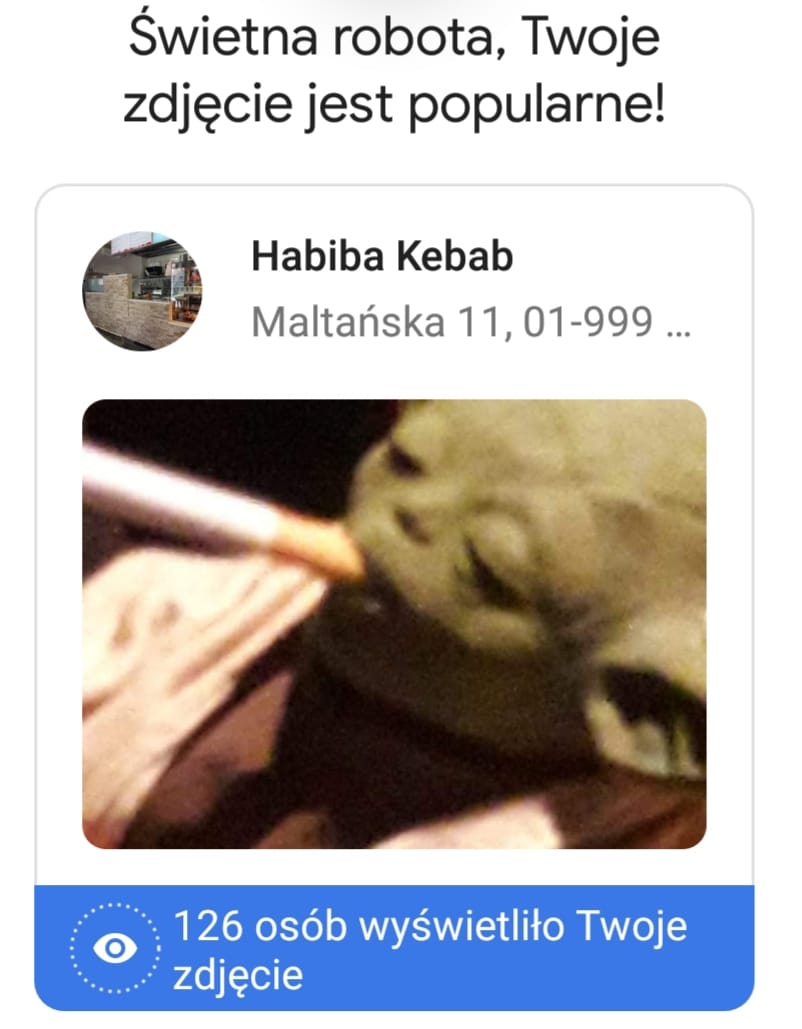 Świetna robota, Twoje
zdjęcie jest popularne!
Habiba Kebab
Maltańska 11, 01-999 ...
126 osób wyświetliło Twoje
zdjęcie